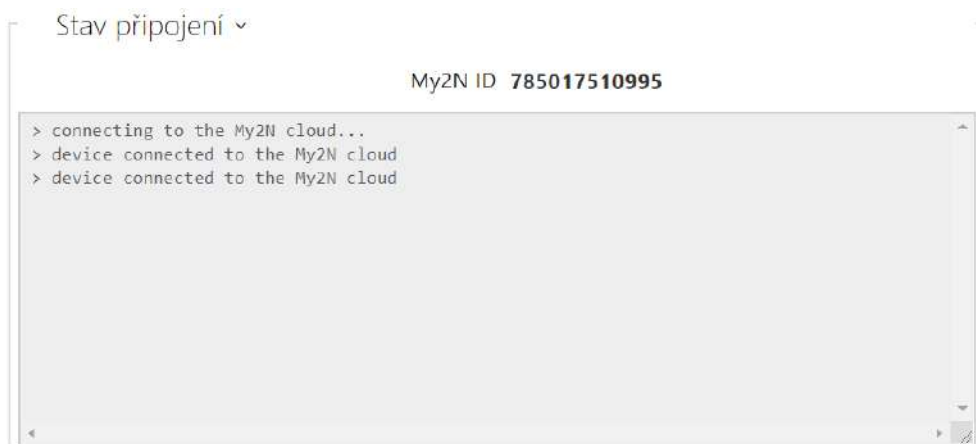 Stav připojení
My2N ID 785017510995
> connecting to the My2N cloud...
> device connected to the My2N cloud
> device connected to the My2N cloud